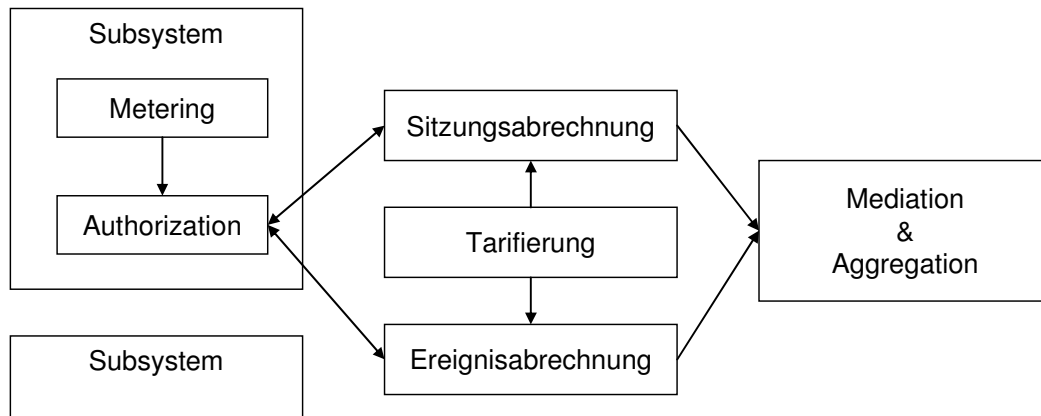 Subsystem
Metering
Authorization
Subsystem
Sitzungsabrechnung
Tarifierung
Ereignisabrechnung
Mediation
&
Aggregation